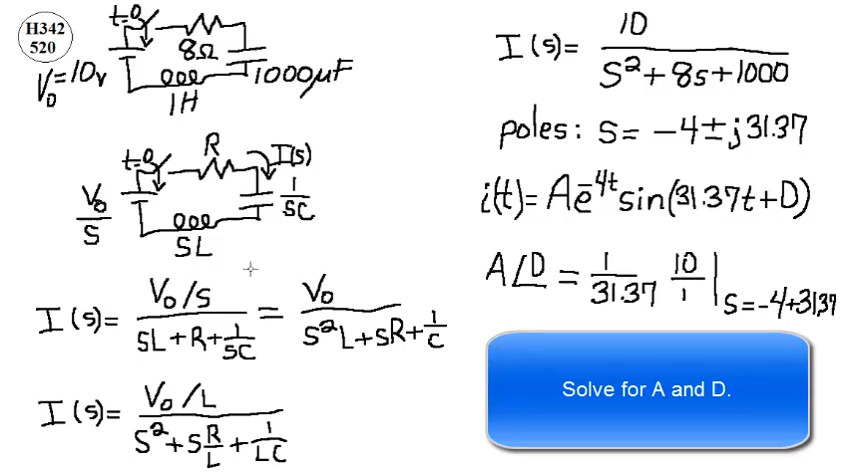 H342
520
t=0
8Ω
V₀=10v
1000μF
1H
t=0
R
I(s)
V₀/S
1/SC
SL
I(s)= (V₀/S)/(SL+R+1/SC) = V₀/(S²L+SR+1/C)
I(s)= (V₀/L)/(S²+S R/L + 1/LC)
I(s)= 10/(S²+8s+1000)
poles: S= -4±j31.37
i(t)= Ae^-4t sin(31.37t+D)
A∠D = 1/31.37 10/1 |S=-4+31.37
Solve for A and D.